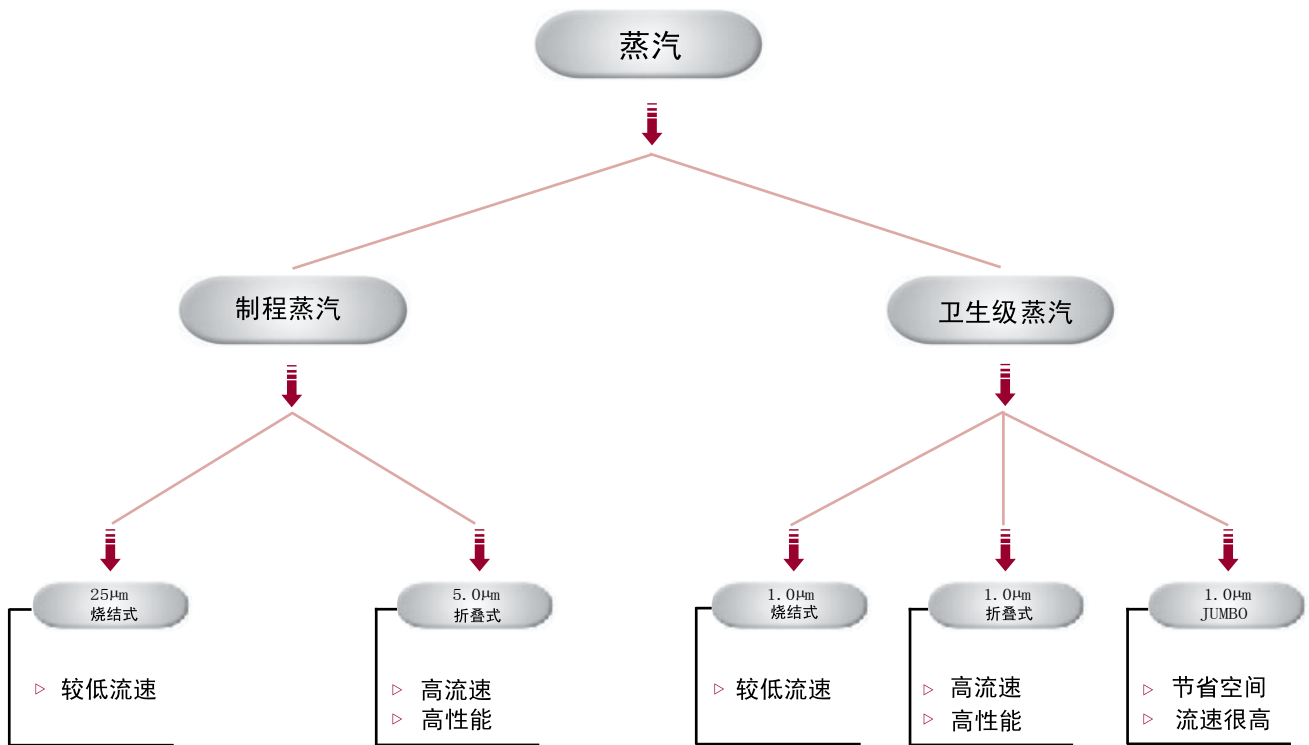 蒸汽
制程蒸汽
卫生级蒸汽
25μm
烧结式
较低流速
5.0μm
折叠式
高流速
高性能
1.0μm
烧结式
较低流速
1.0μm
折叠式
高流速
高性能
1.0μm
JUMBO
节省空间
流速很高